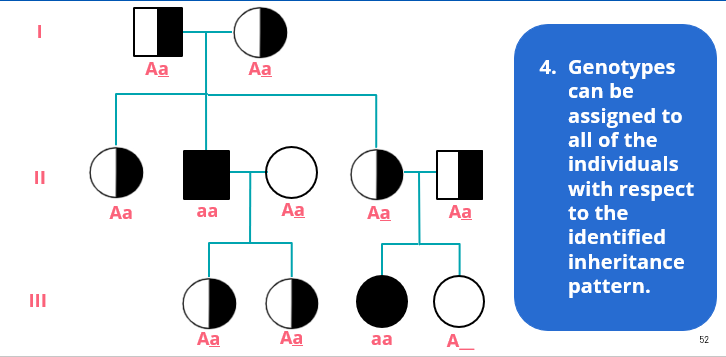 I
Aa Aa
4. Genotypes
can be
assigned to
all of the
individuals
with respect
to the
identified
inheritance
pattern.
II
Aa aa Aa Aa Aa
III
Aa Aa aa A__
52